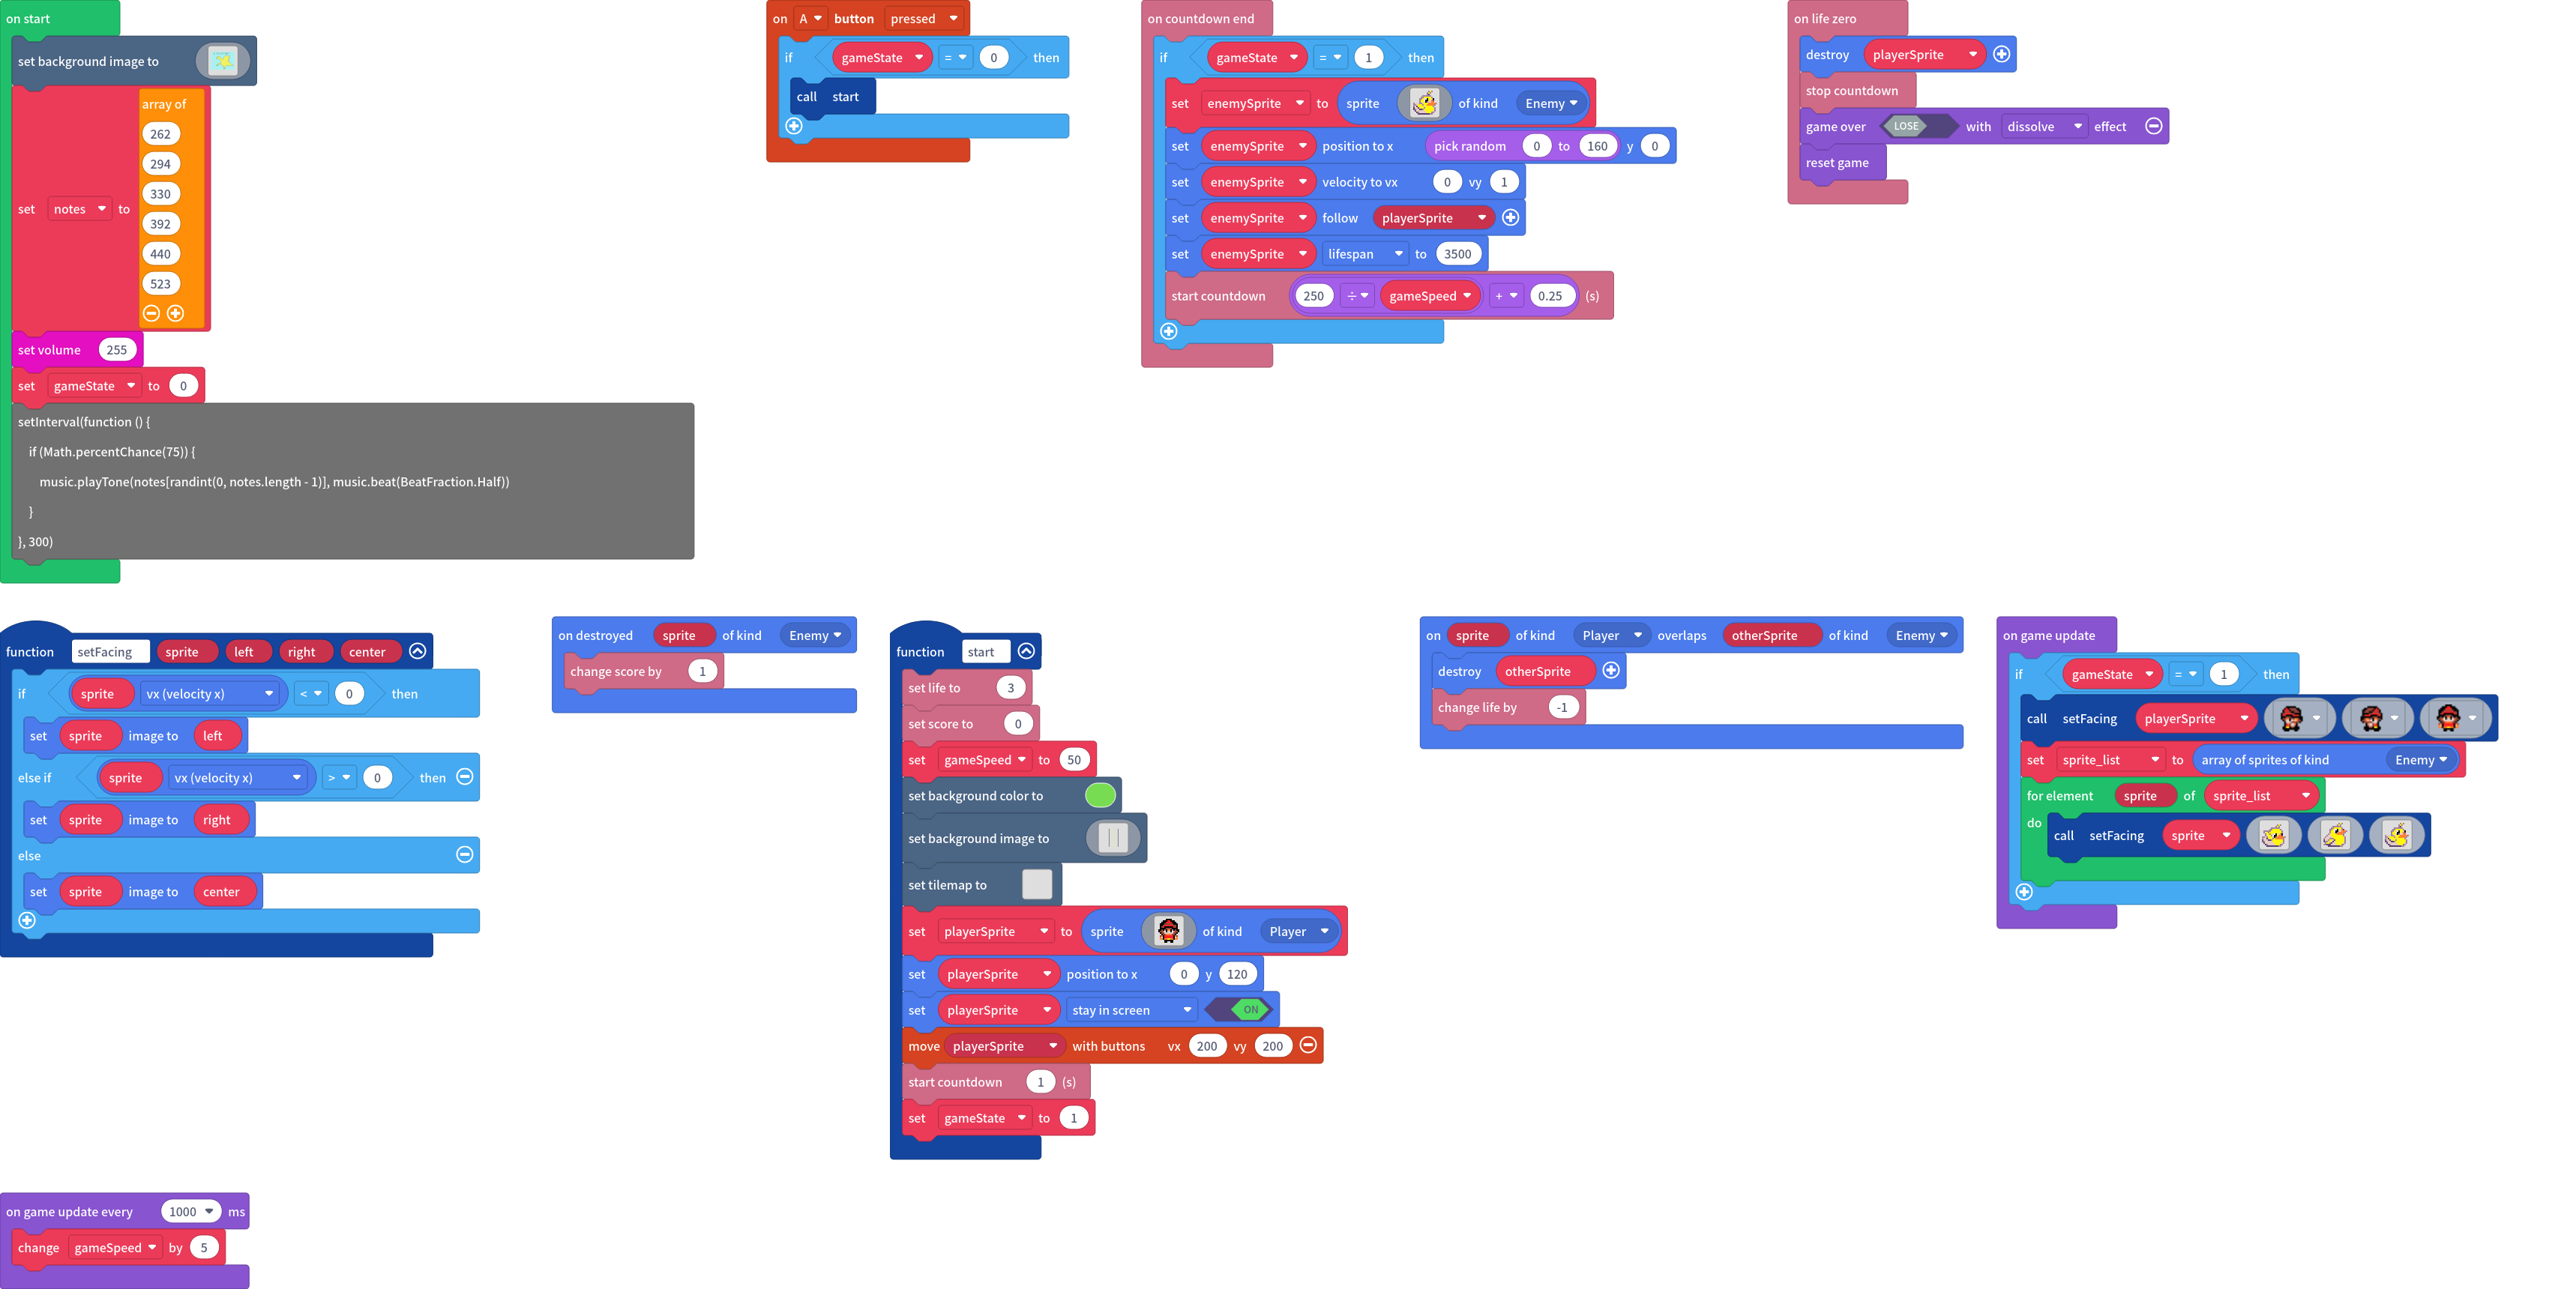 on start
set background image to
set notes to array of
262
294
330
392
440
523
set volume 255
set gameState to 0
setInterval(function () {
if (Math.percentChance(75)) {
music.playTone(notes[randint(0, notes.length - 1)], music.beat(BeatFraction.Half))
}
}, 300)
on A button pressed
if gameState = 0 then
call start
on countdown end
if gameState = 1 then
set enemySprite to sprite of kind Enemy
set enemySprite position to x pick random 0 to 160 y 0
set enemySprite velocity to vx 0 vy 1
set enemySprite follow playerSprite
set enemySprite lifespan to 3500
start countdown 250 ÷ gameSpeed + 0.25 (s)
on life zero
destroy playerSprite
stop countdown
game over LOSE with dissolve effect
reset game
function setFacing sprite left right center
if sprite vx (velocity x) < 0 then
set sprite image to left
else if sprite vx (velocity x) > 0 then
set sprite image to right
else
set sprite image to center
on destroyed sprite of kind Enemy
change score by 1
function start
set life to 3
set score to 0
set gameSpeed to 50
set background color to
set background image to
set tilemap to
set playerSprite to sprite of kind Player
set playerSprite position to x 0 y 120
set playerSprite stay in screen ON
move playerSprite with buttons vx 200 vy 200
start countdown 1 (s)
set gameState to 1
on sprite of kind Player overlaps otherSprite of kind Enemy
destroy otherSprite
change life by -1
on game update
if gameState = 1 then
call setFacing playerSprite
set sprite_list to array of sprites of kind Enemy
for element sprite of sprite_list
do call setFacing sprite
on game update every 1000 ms
change gameSpeed by 5